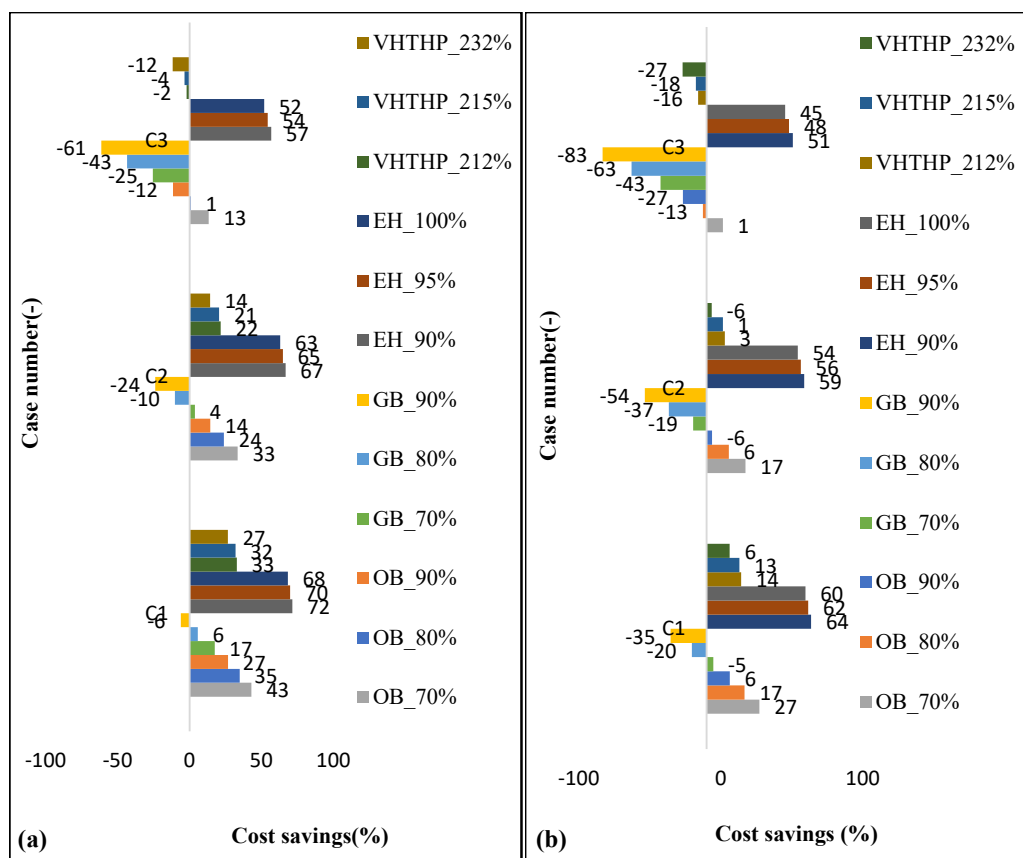 Case number(-)
-12
-4
-2
52
54
57
C3
-61
-43
-25
-12
1
13
14
21
22
63
65
67
C2
-24
-10
4
14
24
33
27
32
33
68
70
72
C1
-6
6
17
27
35
43
-100 -50 0 50 100
Cost savings(%)
(a)
VHTHP_232%
VHTHP_215%
VHTHP_212%
EH_100%
EH_95%
EH_90%
GB_90%
GB_80%
GB_70%
OB_90%
OB_80%
OB_70%
Case number(-)
-27
-18
-16
45
48
51
C3
-83
-63
-43
-27
-13
1
-6
1
3
54
56
59
C2
-54
-37
-19
-6
6
17
6
13
14
60
62
64
C1
-35
-20
-5
6
17
27
-100 0 100
Cost savings (%)
(b)
VHTHP_232%
VHTHP_215%
VHTHP_212%
EH_100%
EH_95%
EH_90%
GB_90%
GB_80%
GB_70%
OB_90%
OB_80%
OB_70%